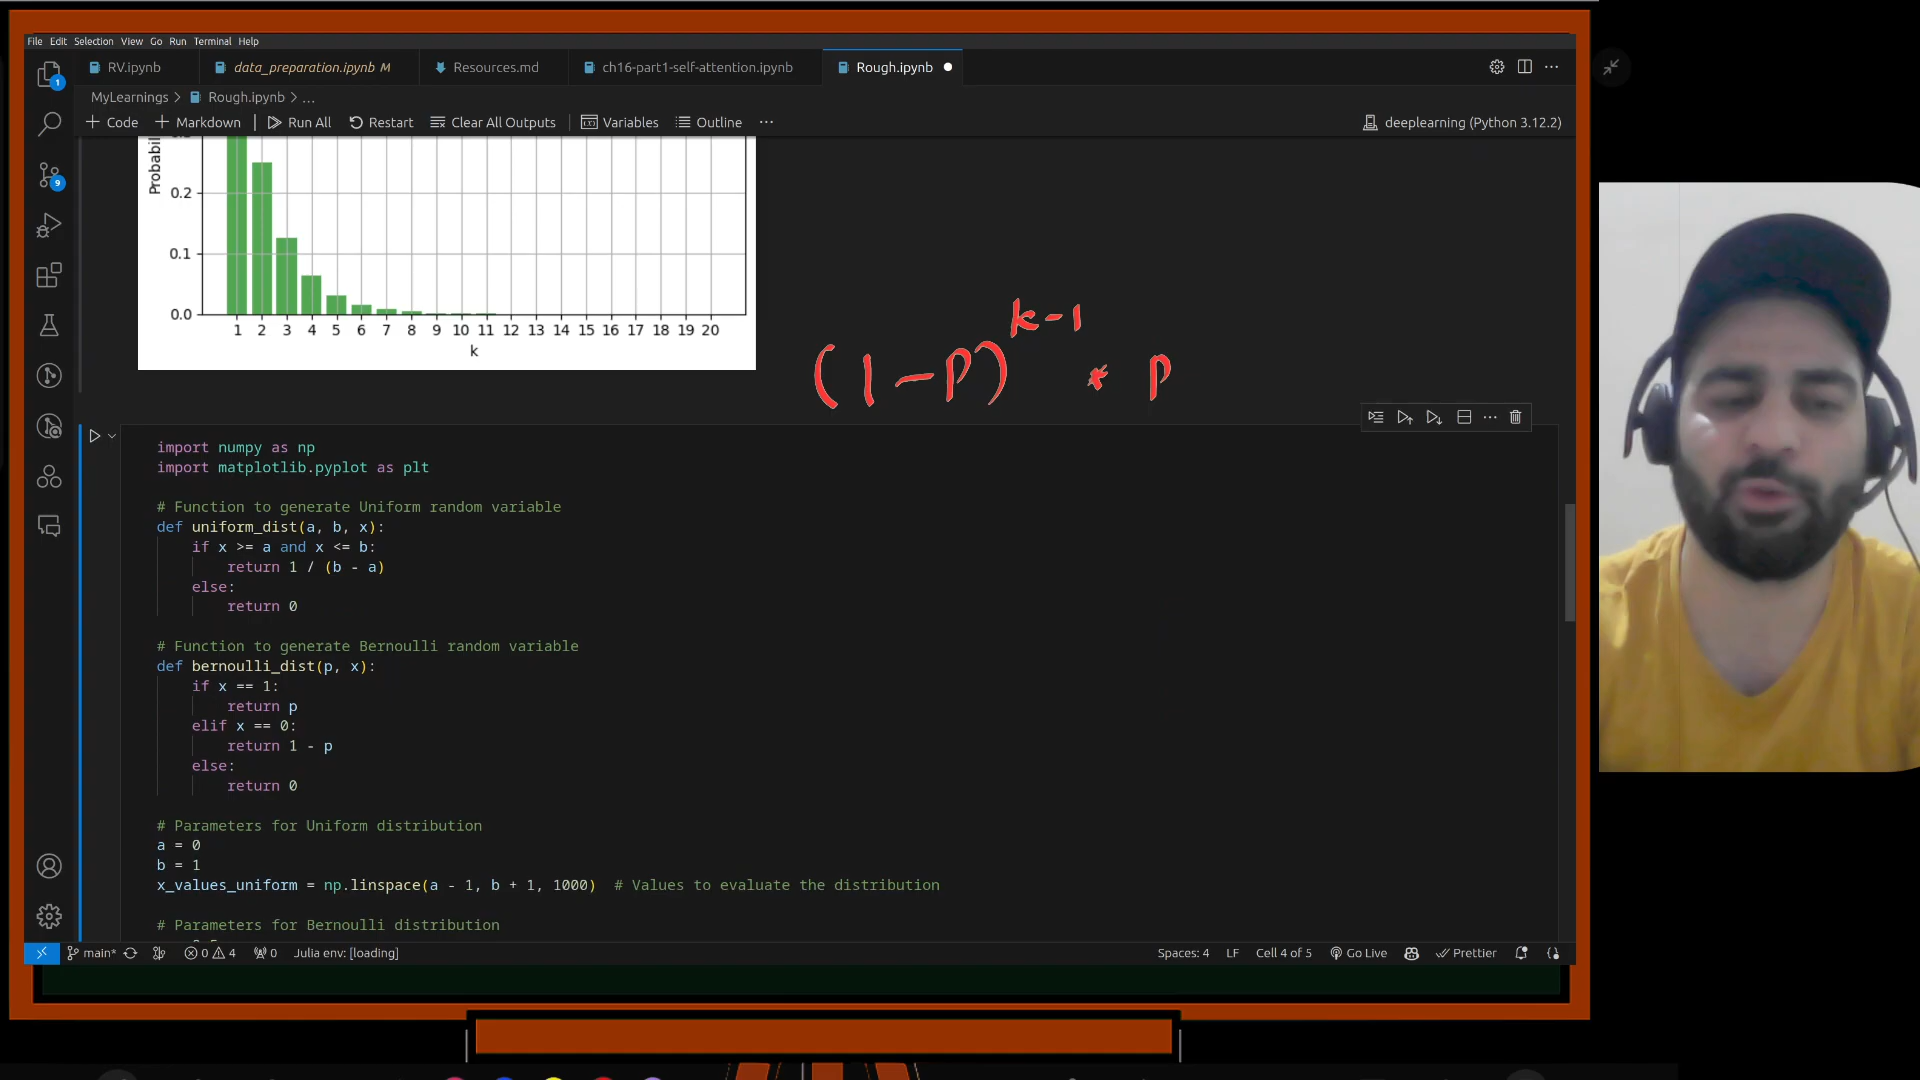 File Edit Selection View Go Run Terminal Help
1 RV.ipynb data_preparation.ipynb M Resources.md ch16-part1-self-attention.ipynb Rough.ipynb
MyLearnings > Rough.ipynb > ...
+ Code + Markdown | Run All Restart Clear All Outputs | Variables Outline ... deeplearning (Python 3.12.2)
9
0.2
0.1
0.0
1 2 3 4 5 6 7 8 9 10 11 12 13 14 15 16 17 18 19 20
k
(1-p)^k-1 * p
import numpy as np
import matplotlib.pyplot as plt
# Function to generate Uniform random variable
def uniform_dist(a, b, x):
if x >= a and x <= b:
return 1 / (b - a)
else:
return 0
# Function to generate Bernoulli random variable
def bernoulli_dist(p, x):
if x == 1:
return p
elif x == 0:
return 1 - p
else:
return 0
# Parameters for Uniform distribution
a = 0
b = 1
x_values_uniform = np.linspace(a - 1, b + 1, 1000) # Values to evaluate the distribution
# Parameters for Bernoulli distribution
main* 0 4 0 Julia env: [loading] Spaces: 4 LF Cell 4 of 5 Go Live Prettier